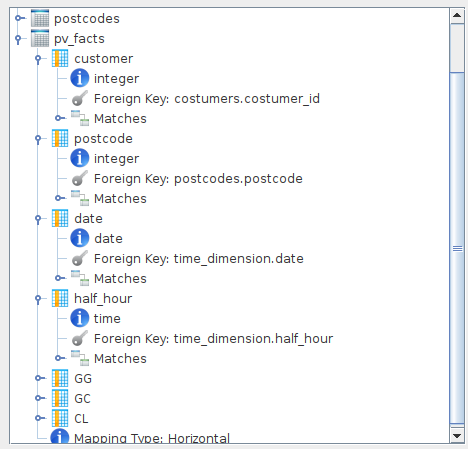 postcodes
pv_facts
customer
integer
Foreign Key: costumers.costumer_id
Matches
postcode
integer
Foreign Key: postcodes.postcode
Matches
date
date
Foreign Key: time_dimension.date
Matches
half_hour
time
Foreign Key: time_dimension.half_hour
Matches
GG
GC
CL
Mapping Type: Horizontal